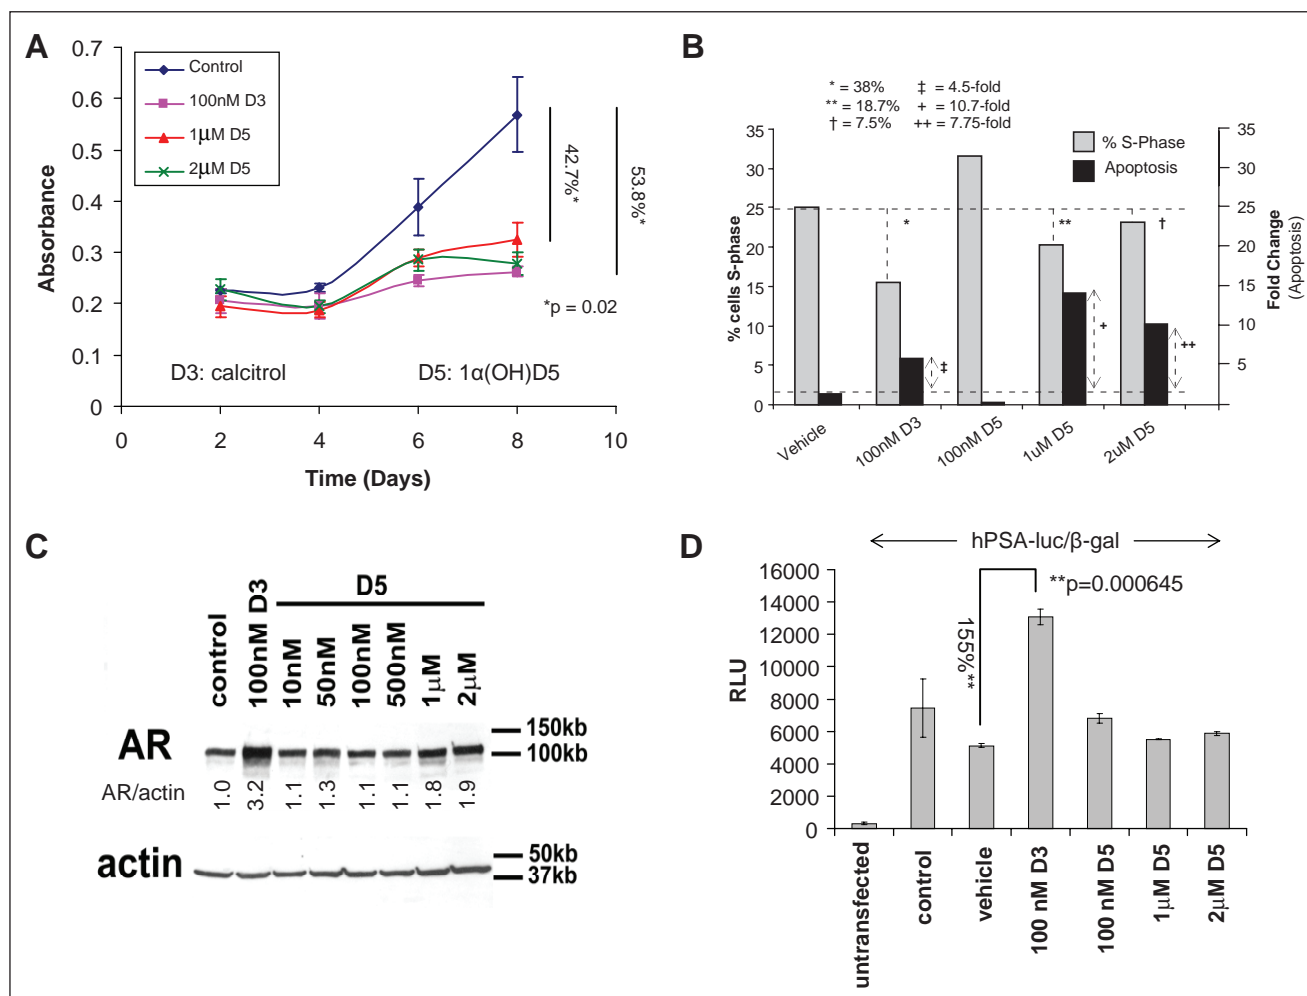 A
0.7
0.6
0.5
0.4
0.3
0.2
0.1
0
Absorbance
Control
100nM D3
1μM D5
2μM D5
42.7%*
53.8%*
*p = 0.02
D3: calcitrol
D5: 1α(OH)D5
0 2 4 6 8 10
Time (Days)
B
* = 38% ‡ = 4.5-fold
** = 18.7% + = 10.7-fold
† = 7.5% ++ = 7.75-fold
% S-Phase
Apoptosis
35
30
25
20
15
10
5
0
% cells S-phase
35
30
25
20
15
10
5
Fold Change
(Apoptosis)
* ** †
‡ + ++
Vehicle
100nM D3
100nM D5
1uM D5
2uM D5
C
D5
control
100nM D3
10nM
50nM
100nM
500nM
1μM
2μM
AR
150kb
100kb
AR/actin 1.0 3.2 1.1 1.3 1.1 1.1 1.8 1.9
actin
50kb
37kb
D
hPSA-luc/β-gal
**p=0.000645
155%**
16000
14000
12000
10000
8000
6000
4000
2000
0
RLU
untransfected
control
vehicle
100 nM D3
100 nM D5
1μM D5
2μM D5